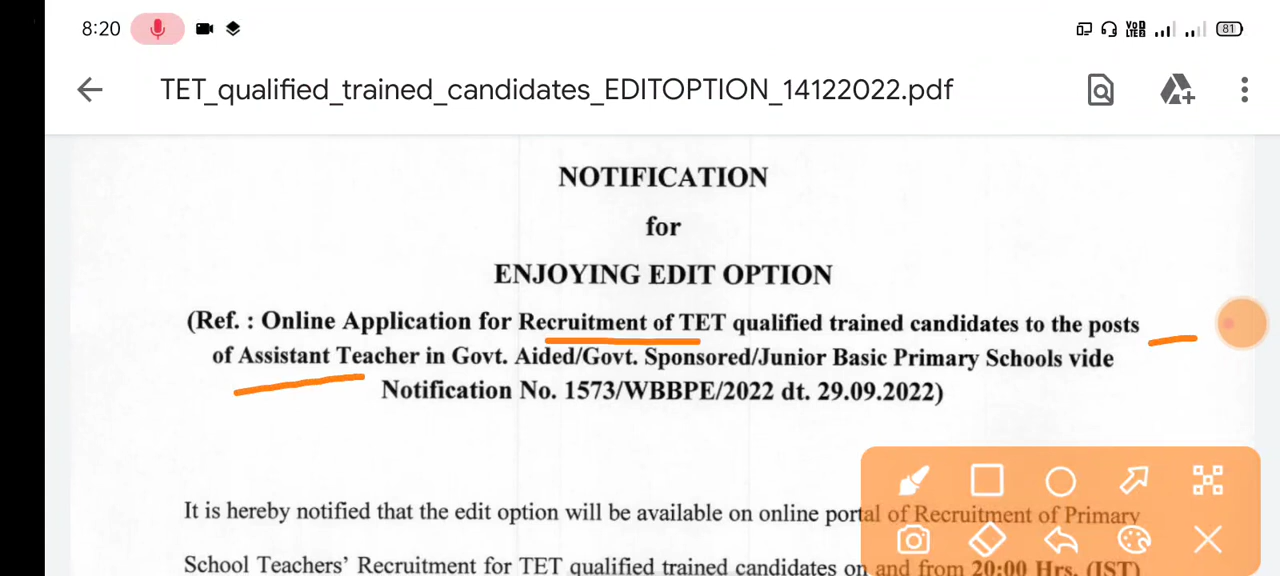 8:20
VoD
LTE2
81
TET_qualified_trained_candidates_EDITOPTION_14122022.pdf
NOTIFICATION
for
ENJOYING EDIT OPTION
(Ref. : Online Application for Recruitment of TET qualified trained candidates to the posts
of Assistant Teacher in Govt. Aided/Govt. Sponsored/Junior Basic Primary Schools vide
Notification No. 1573/WBBPE/2022 dt. 29.09.2022)
It is hereby notified that the edit option will be available on online portal of Recruitment of Primary
School Teachers' Recruitment for TET qualified trained candidates on and from 20:00 Hrs. (IST)